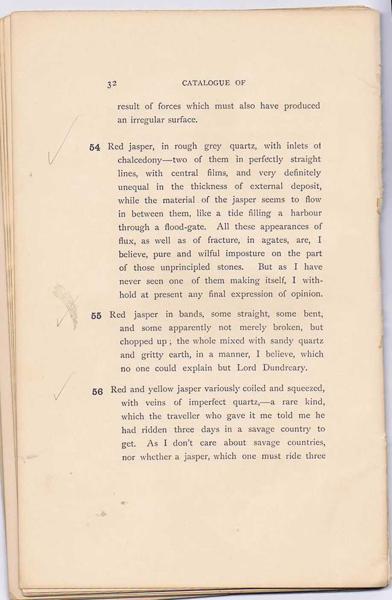 32 CATALOGUE OF
result of forces which must also have produced
an irregular surface.
54 Red jasper, in rough grey quartz, with inlets of
chalcedony—two of them in perfectly straight
lines, with central films, and very definitely
unequal in the thickness of external deposit,
while the material of the jasper seems to flow
in between them, like a tide filling a harbour
through a flood-gate. All these appearances of
flux, as well as of fracture, in agates, are, I
believe, pure and wilful imposture on the part
of those unprincipled stones. But as I have
never seen one of them making itself, I with-
hold at present any final expression of opinion.
55 Red jasper in bands, some straight, some bent,
and some apparently not merely broken, but
chopped up; the whole mixed with sandy quartz
and gritty earth, in a manner, I believe, which
no one could explain but Lord Dundreary.
56 Red and yellow jasper variously coiled and squeezed,
with veins of imperfect quartz,—a rare kind,
which the traveller who gave it me told me he
had ridden three days in a savage country to
get. As I don't care about savage countries,
nor whether a jasper, which one must ride three